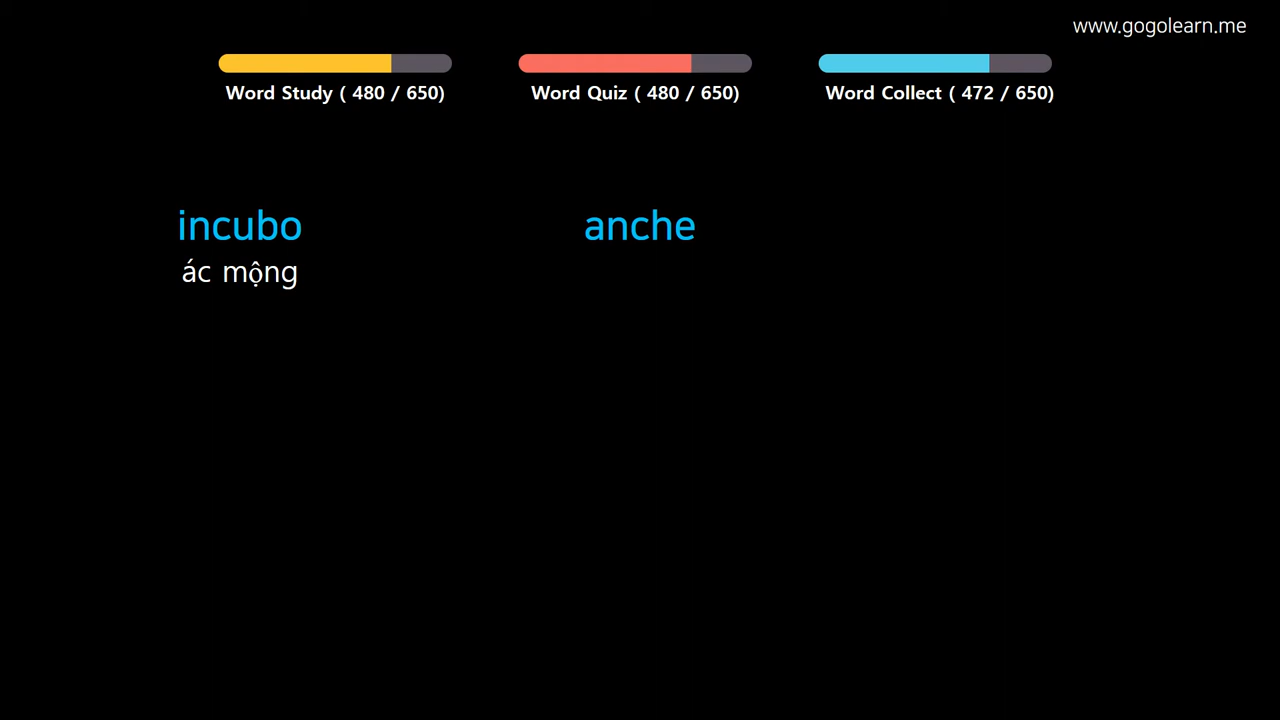 www.gogolearn.me
Word Study ( 480 / 650)
Word Quiz ( 480 / 650)
Word Collect ( 472 / 650)
incubo
ác mộng
anche